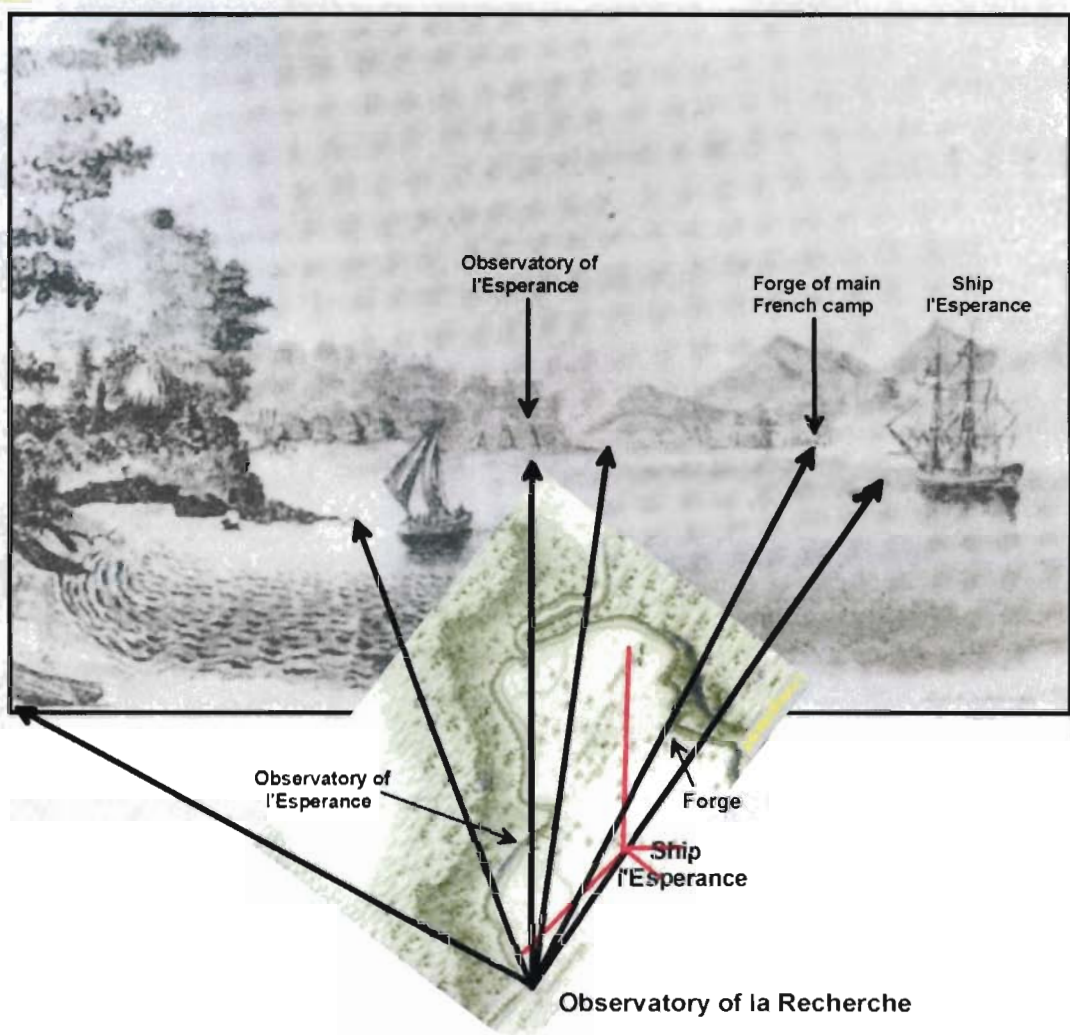 Observatory of
l'Esperance
Forge of main
French camp
Ship
l'Esperance
Observatory of
l'Esperance
Forge
Ship
l'Esperance
Observatory of la Recherche